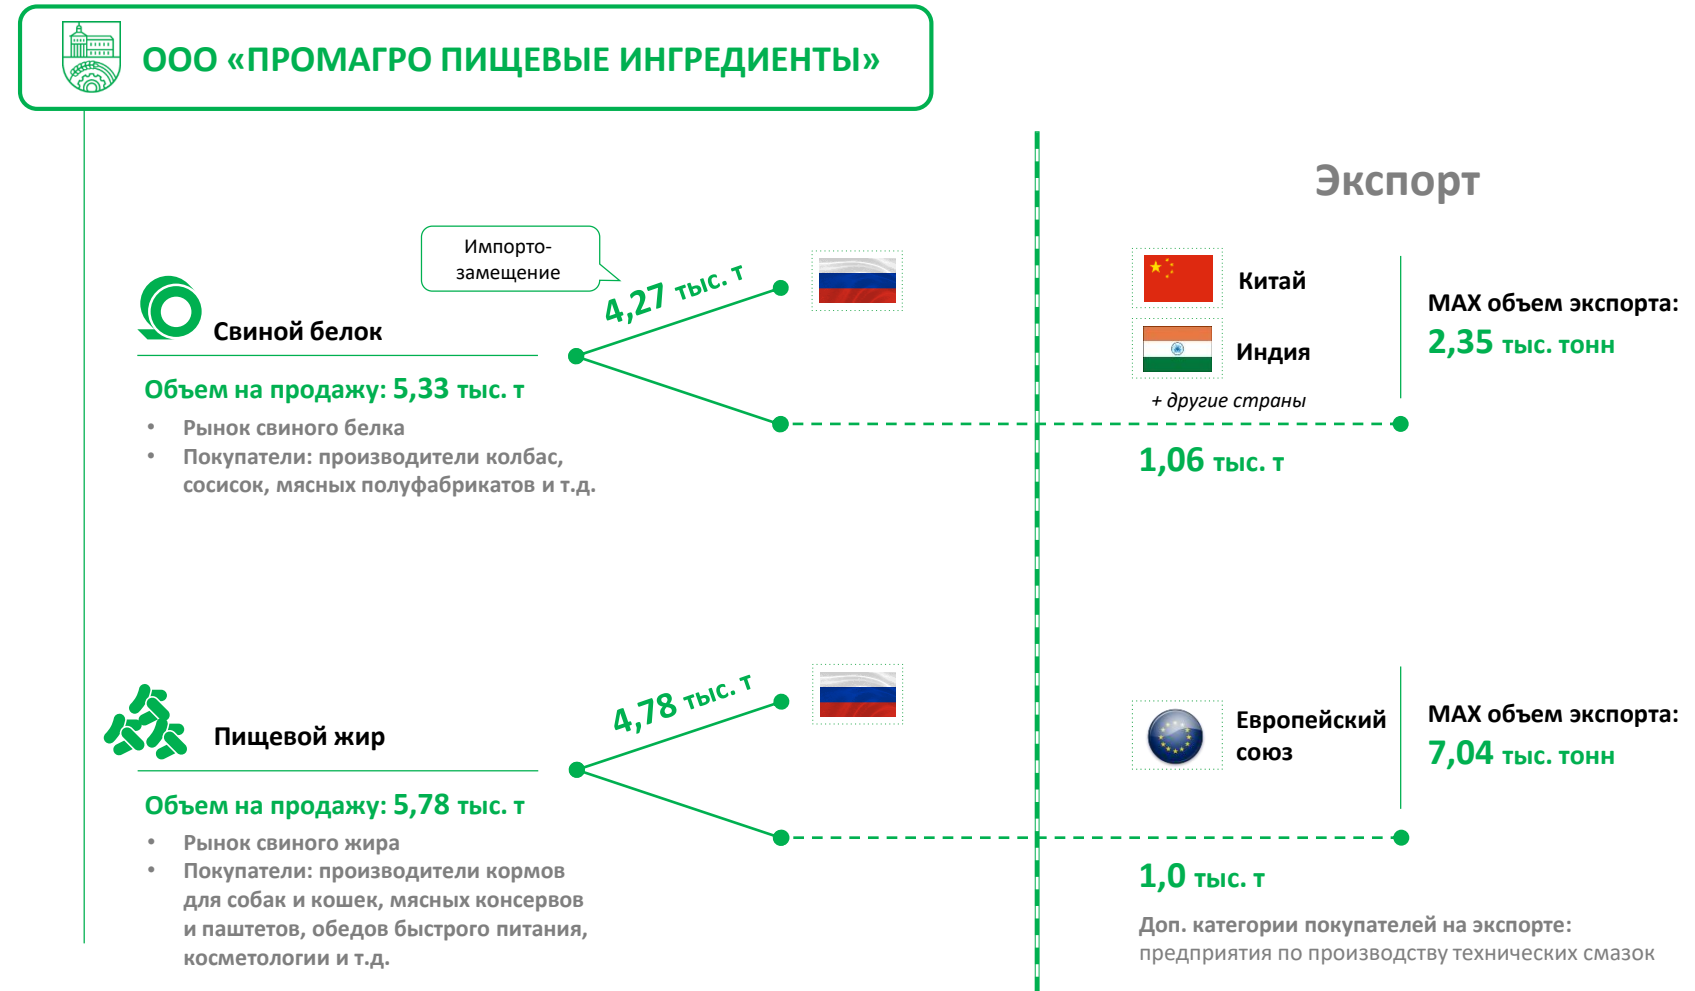 ООО «ПРОМАГРО ПИЩЕВЫЕ ИНГРЕДИЕНТЫ»
Экспорт
Импорто-
замещение
4,27 тыс. т
Свиной белок
Объем на продажу: 5,33 тыс. т
• Рынок свиного белка
• Покупатели: производители колбас,
сосисок, мясных полуфабрикатов и т.д.
Китай
Индия
+ другие страны
MAX объем экспорта:
2,35 тыс. тонн
1,06 тыс. т
4,78 тыс. т
Пищевой жир
Объем на продажу: 5,78 тыс. т
• Рынок свиного жира
• Покупатели: производители кормов
для собак и кошек, мясных консервов
и паштетов, обедов быстрого питания,
косметологии и т.д.
Европейский
союз
MAX объем экспорта:
7,04 тыс. тонн
1,0 тыс. т
Доп. категории покупателей на экспорте:
предприятия по производству технических смазок